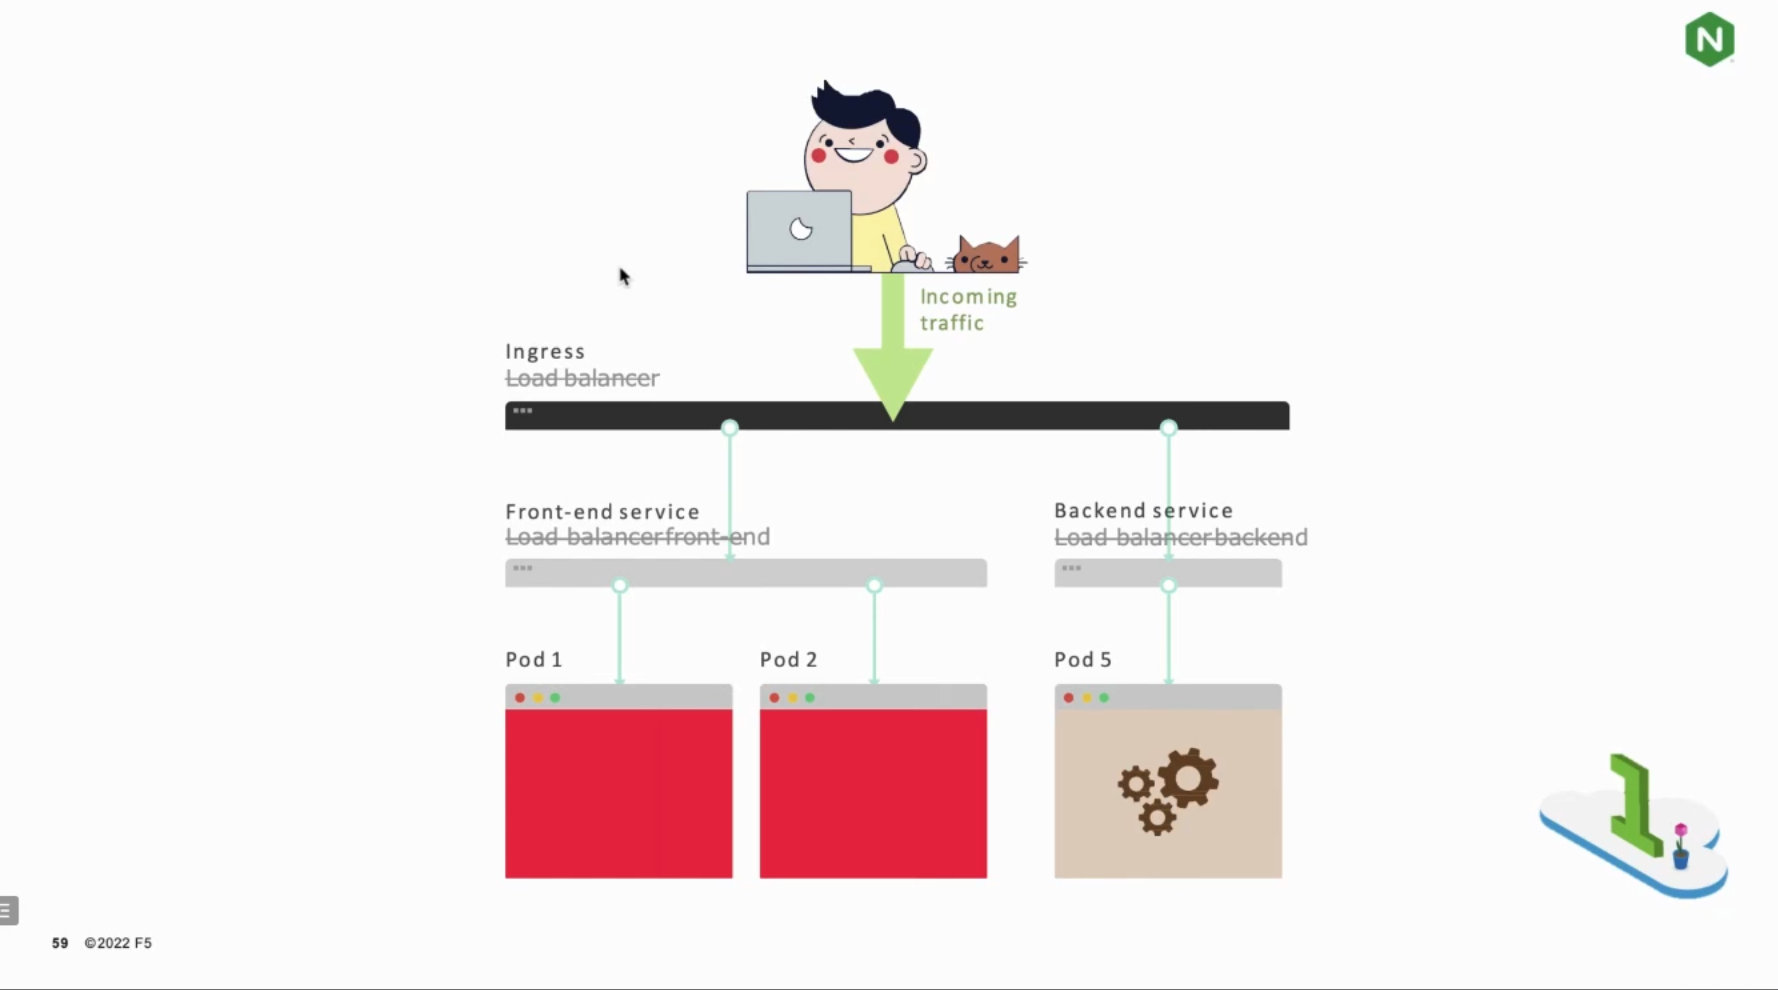 N
Incoming
traffic
Ingress
Load balancer
Front-end service
Load balancer front-end
Backend service
Load balancer backend
Pod 1
Pod 2
Pod 5
1
59 ©2022 F5